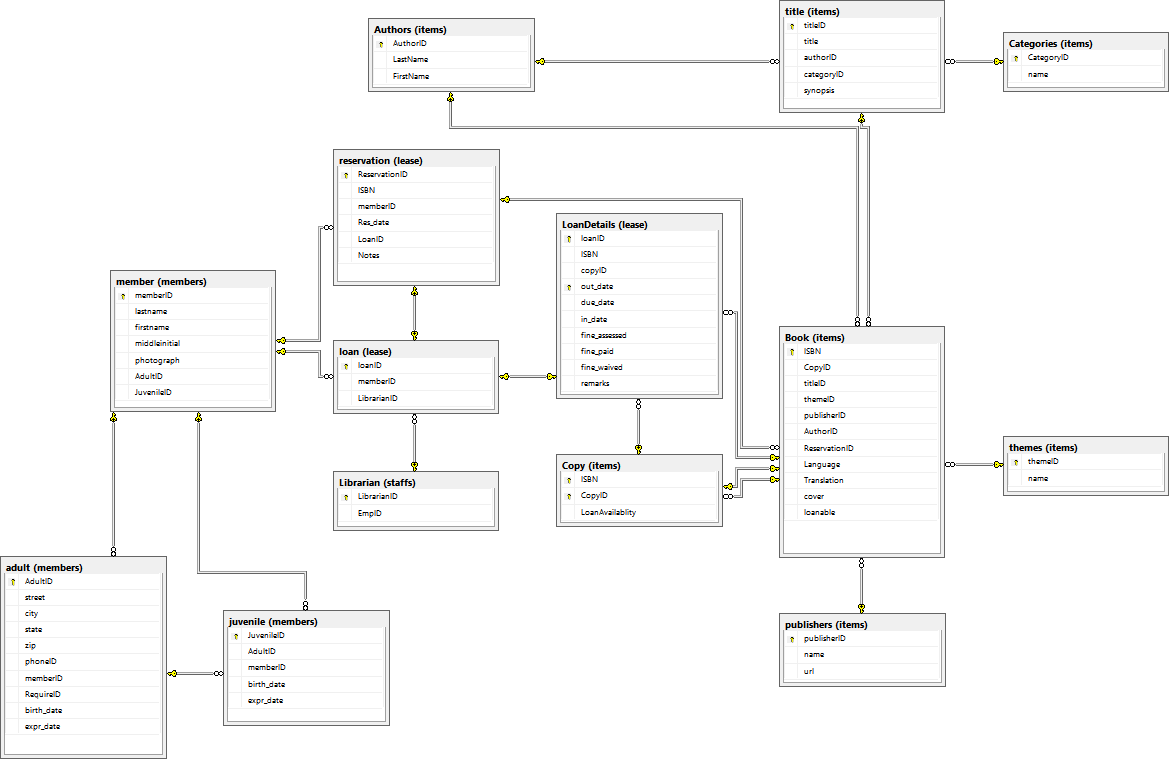 Authors (items)
AuthorID
LastName
FirstName
title (items)
titleID
title
authorID
categoryID
synopsis
Categories (items)
CategoryID
name
reservation (lease)
ReservationID
ISBN
memberID
Res_date
LoanID
Notes
LoanDetails (lease)
loanID
ISBN
copyID
out_date
due_date
in_date
fine_assessed
fine_paid
fine_waived
remarks
member (members)
memberID
lastname
firstname
middleinitial
photograph
AdultID
JuvenileID
loan (lease)
loanID
memberID
LibrarianID
Book (items)
ISBN
CopyID
titleID
themeID
publisherID
AuthorID
ReservationID
Language
Translation
cover
loanable
themes (items)
themeID
name
Copy (items)
ISBN
CopyID
LoanAvailablity
Librarian (staffs)
LibrarianID
EmpID
adult (members)
AdultID
street
city
state
zip
phoneID
memberID
RequireID
birth_date
expr_date
juvenile (members)
JuvenileID
AdultID
memberID
birth_date
expr_date
publishers (items)
publisherID
name
url